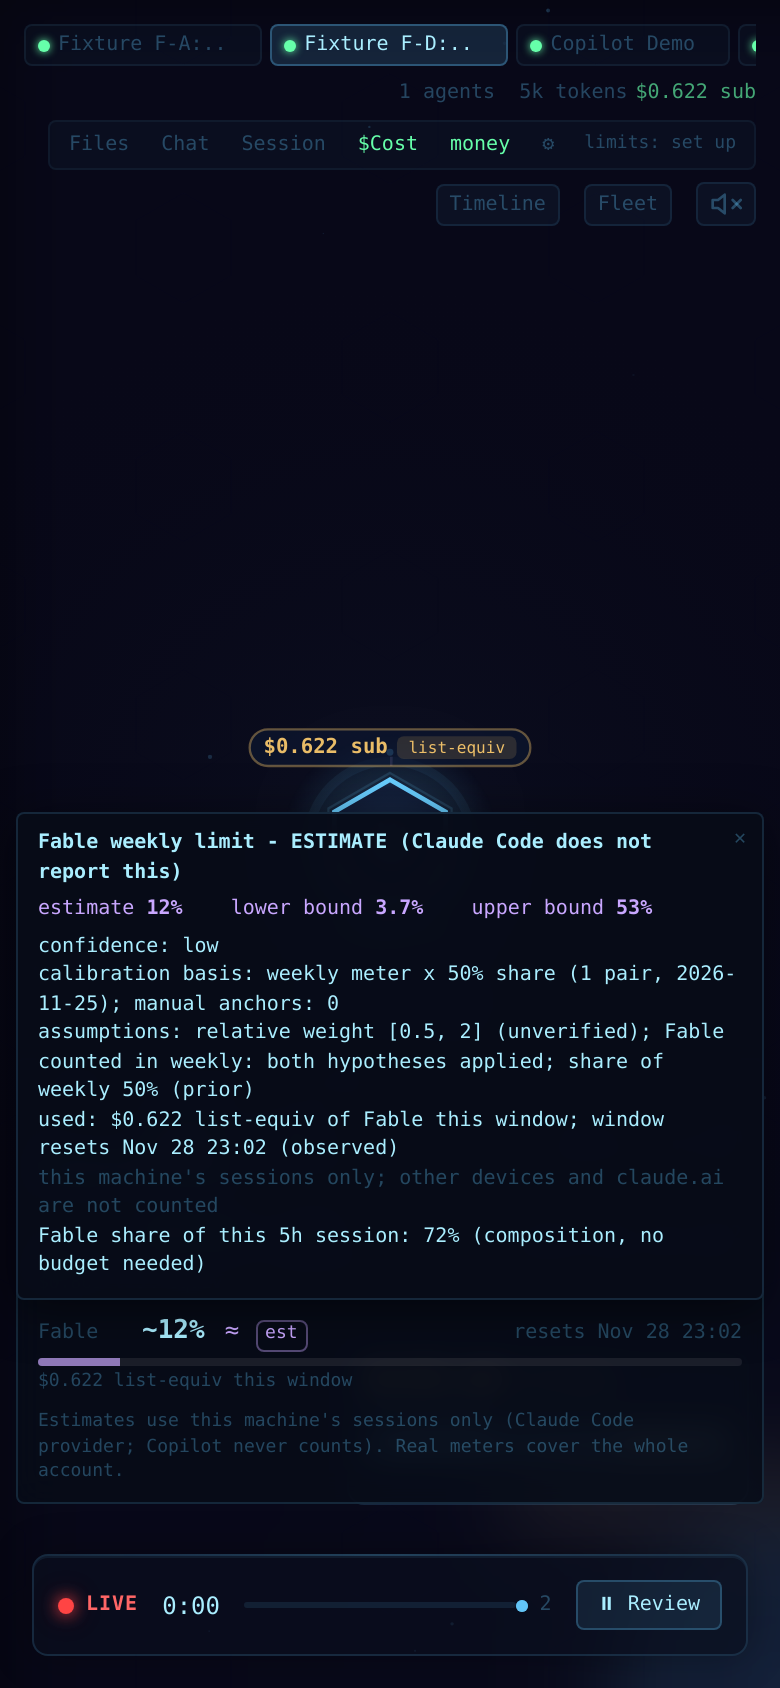 Fixture F-A:..
Fixture F-D:..
Copilot Demo
1 agents 5k tokens $0.622 sub
Files Chat Session $Cost money ⚙ limits: set up
Timeline Fleet
$0.622 sub list-equiv
Fable weekly limit - ESTIMATE (Claude Code does not
report this)
×
estimate 12% lower bound 3.7% upper bound 53%
confidence: low
calibration basis: weekly meter x 50% share (1 pair, 2026-
11-25); manual anchors: 0
assumptions: relative weight [0.5, 2] (unverified); Fable
counted in weekly: both hypotheses applied; share of
weekly 50% (prior)
used: $0.622 list-equiv of Fable this window; window
resets Nov 28 23:02 (observed)
this machine's sessions only; other devices and claude.ai
are not counted
Fable share of this 5h session: 72% (composition, no
budget needed)
Fable ~12% ≈ est resets Nov 28 23:02
$0.622 list-equiv this window
Estimates use this machine's sessions only (Claude Code
provider; Copilot never counts). Real meters cover the whole
account.
LIVE 0:00 2 Review